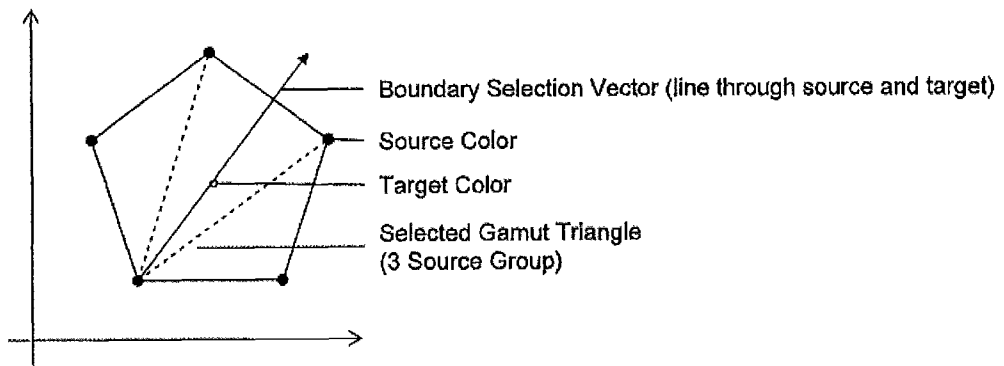 Boundary Selection Vector (line through source and target)
Source Color
Target Color
Selected Gamut Triangle
(3 Source Group)